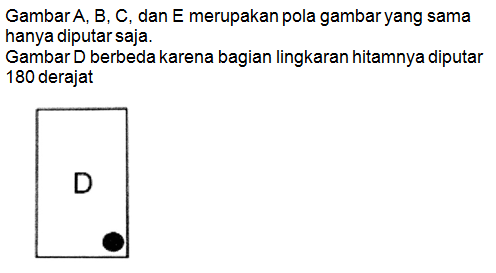 Gambar A, B, C, dan E merupakan pola gambar yang sama
hanya diputar saja.
Gambar D berbeda karena bagian lingkaran hitamnya diputar
180 derajat
D